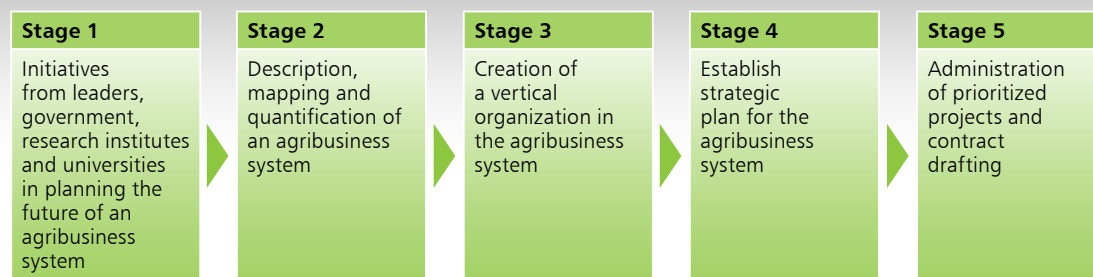 Stage 1
Initiatives
from leaders,
government,
research institutes
and universities
in planning the
future of an
agribusiness
system
Stage 2
Description,
mapping and
quantification of
an agribusiness
system
Stage 3
Creation of
a vertical
organization in
the agribusiness
system
Stage 4
Establish
strategic
plan for the
agribusiness
system
Stage 5
Administration
of prioritized
projects and
contract
drafting